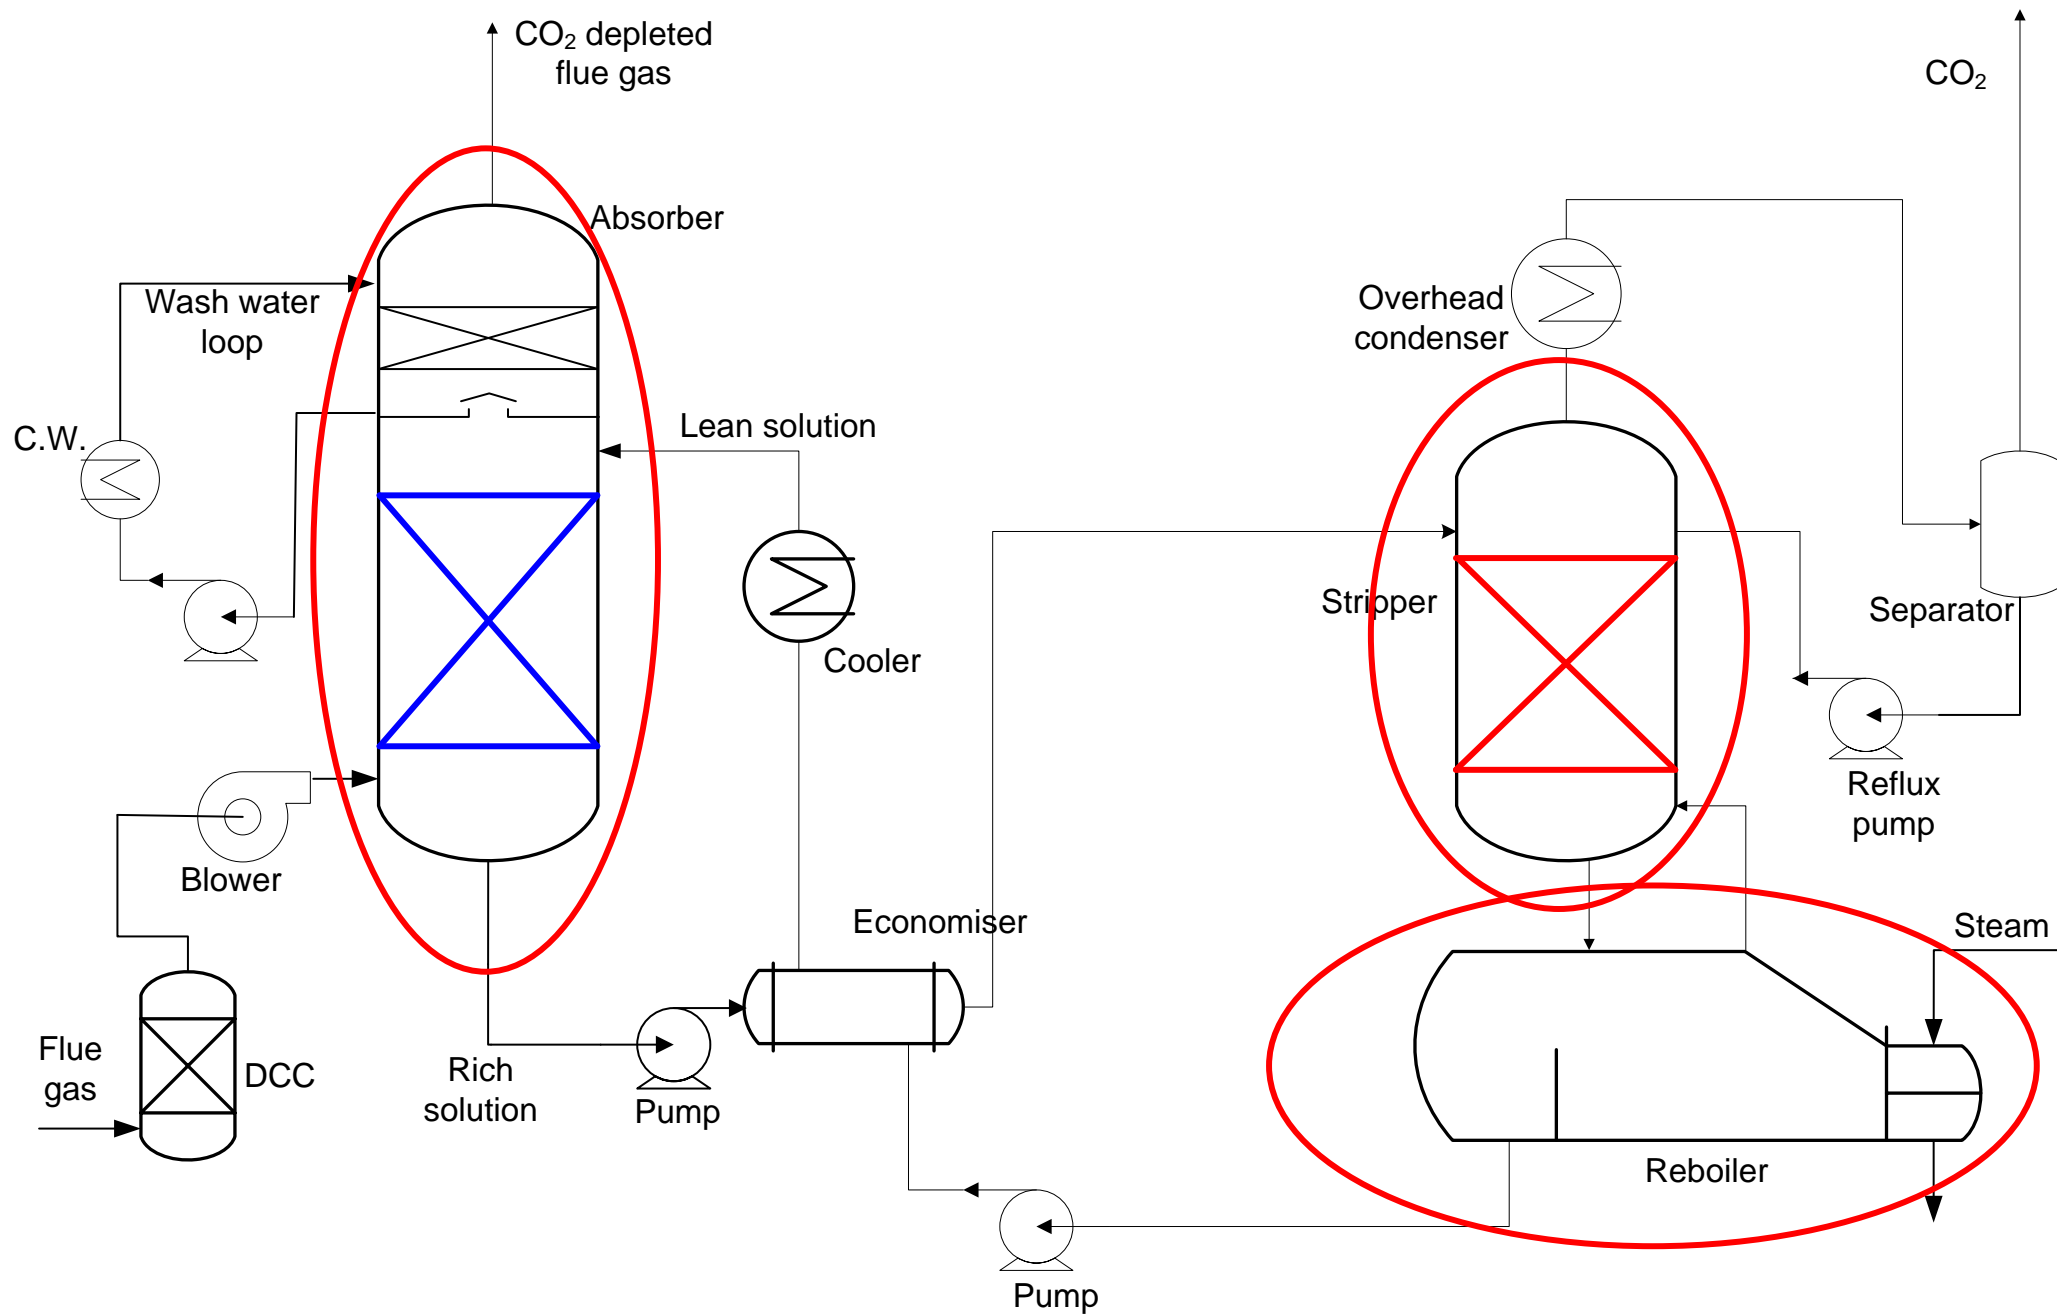 CO₂ depleted
flue gas
CO₂
Absorber
Wash water
loop
Overhead
condenser
C.W.
Lean solution
Stripper
Separator
Cooler
Reflux
pump
Blower
Economiser
Steam
Flue
gas
DCC
Rich
solution
Pump
Reboiler
Pump